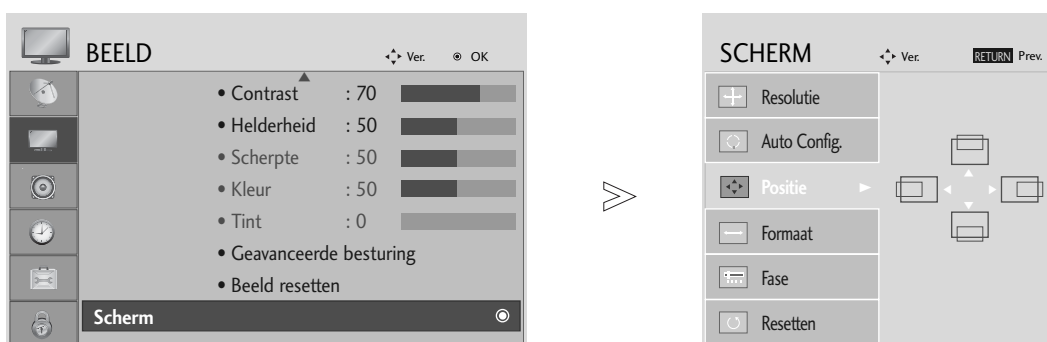 BEELD Ver. OK
• Contrast : 70
• Helderheid : 50
• Scherpte : 50
• Kleur : 50
• Tint : 0
• Geavanceerde besturing
• Beeld resetten
Scherm
SCHERM Ver. RETURN Prev.
Resolutie
Auto Config.
Positie
Formaat
Fase
Resetten